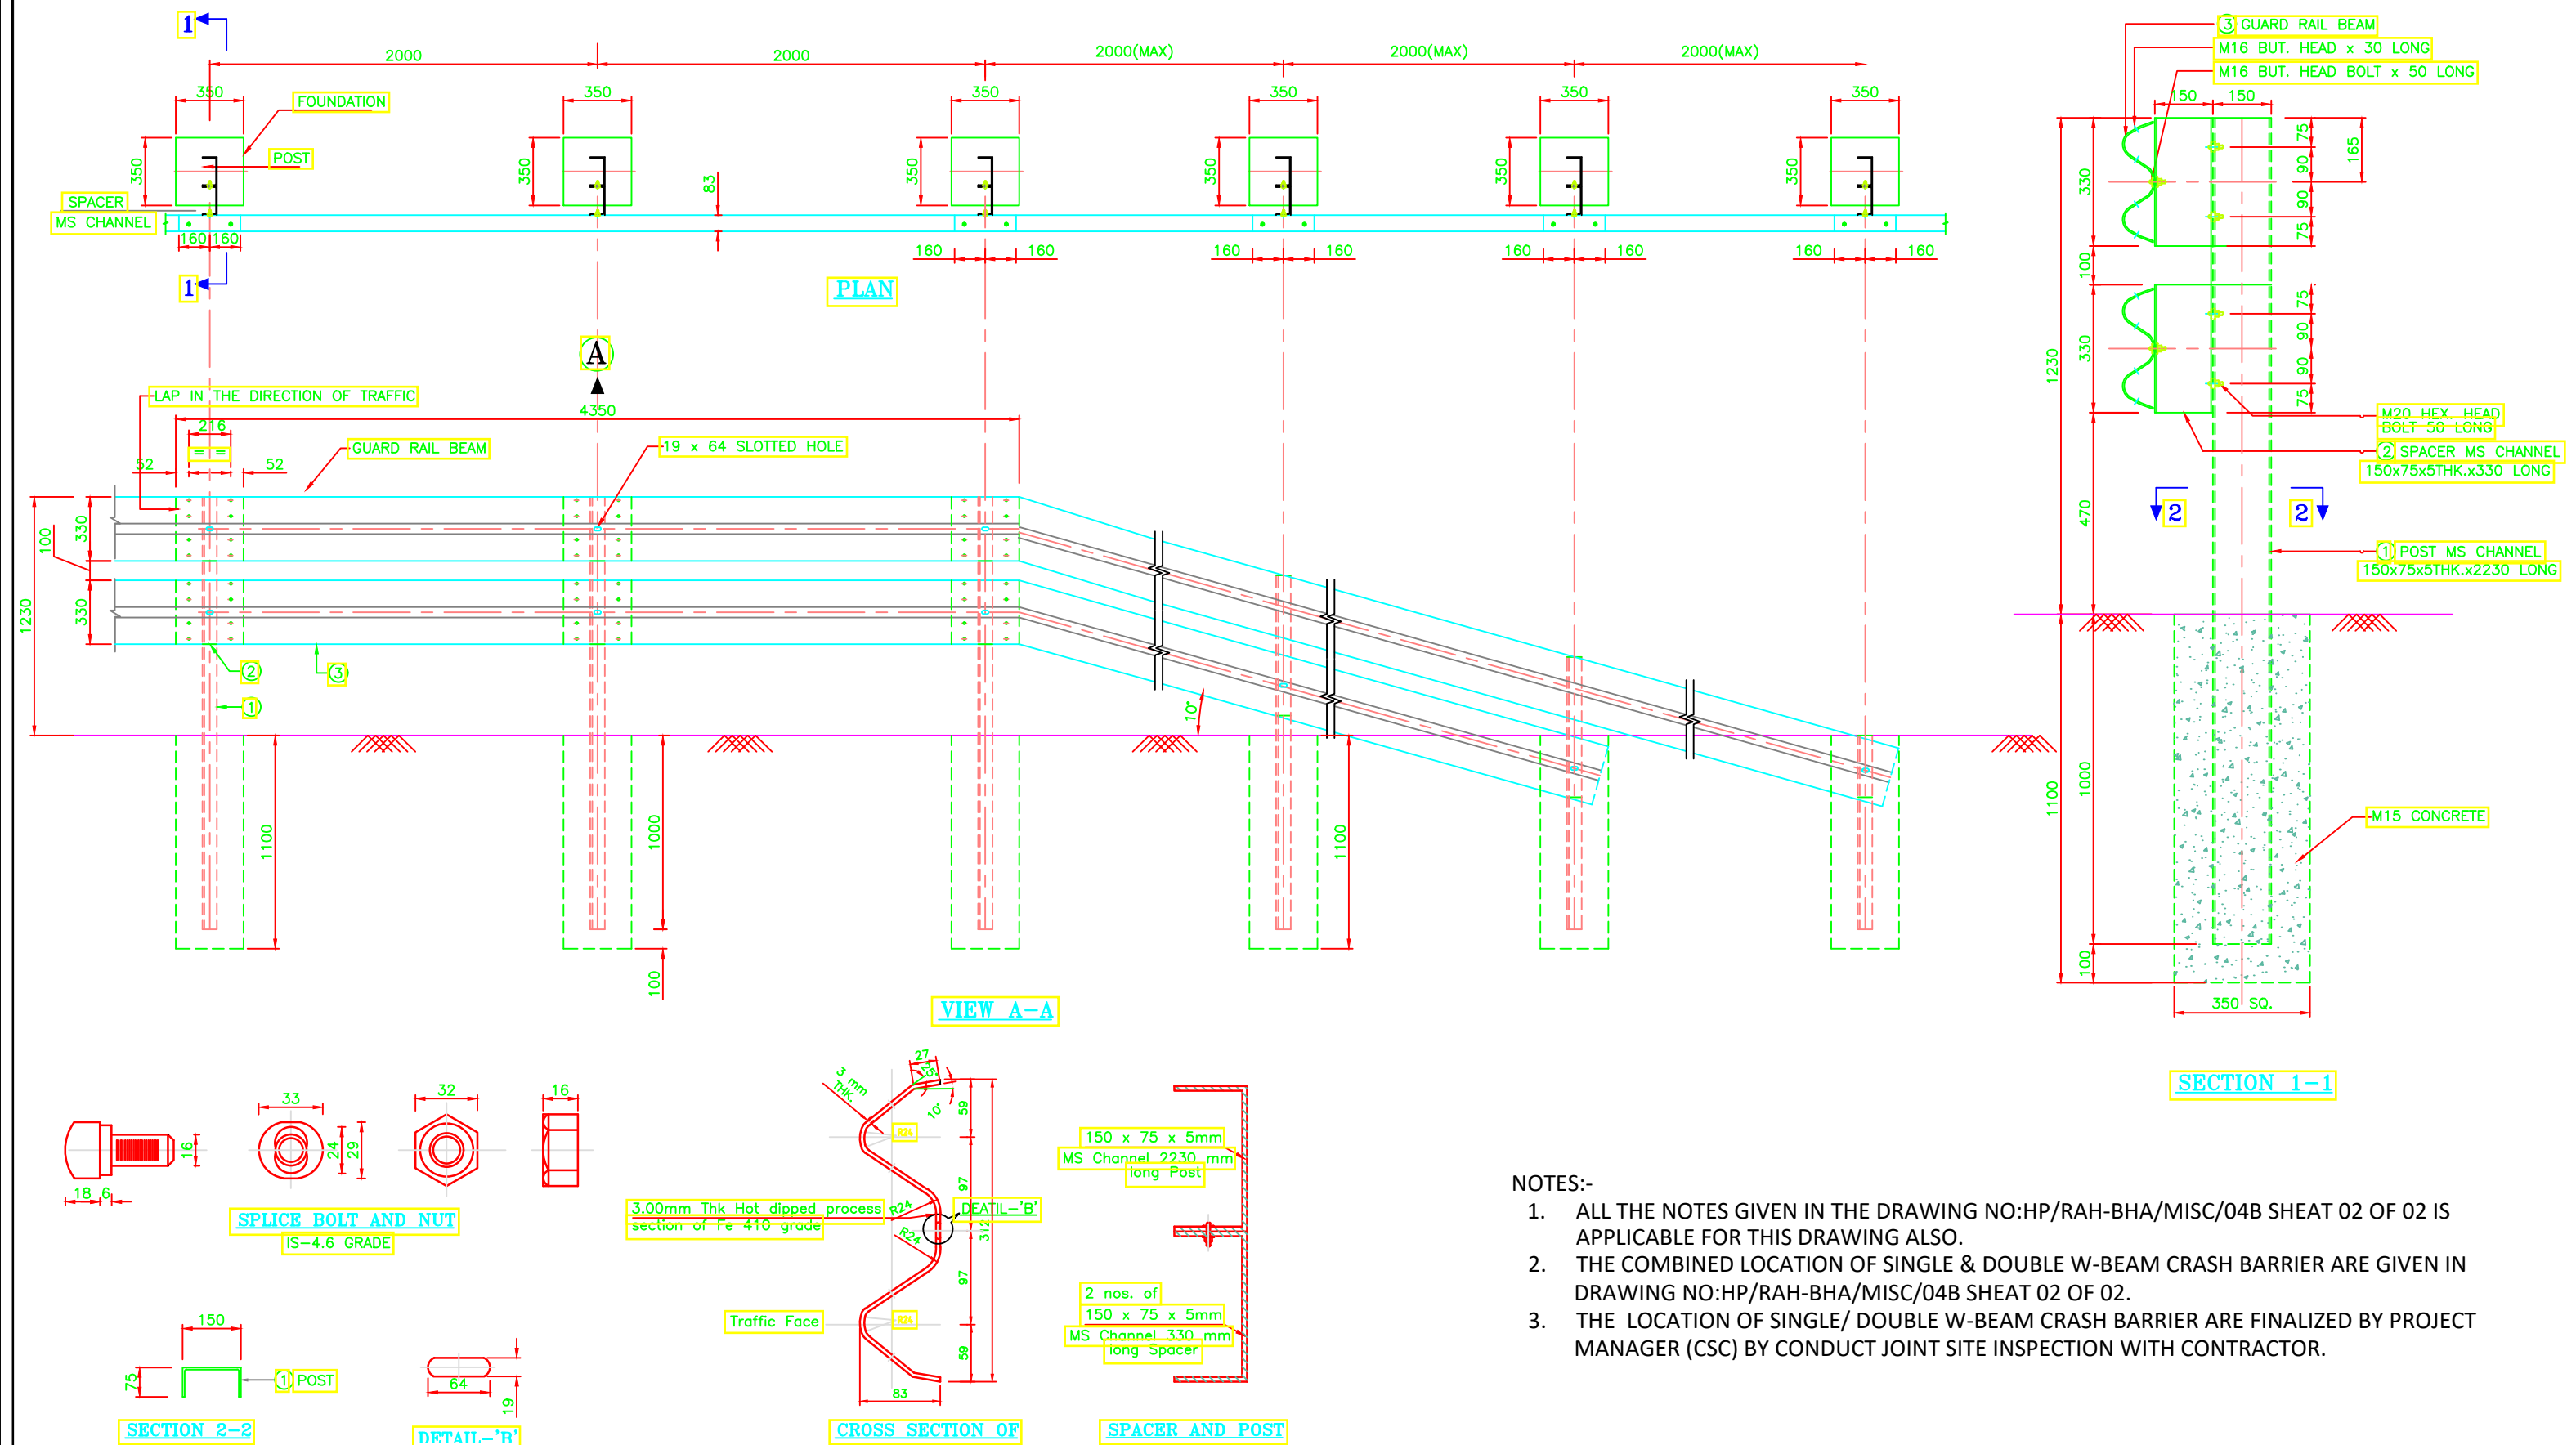 1
2000
2000
2000(MAX)
2000(MAX)
2000(MAX)
350
350
350
350
350
350
FOUNDATION
POST
350
350
350
350
350
350
83
SPACER
MS CHANNEL
160
160
160
160
160
160
160
160
160
160
1
PLAN
A
LAP IN THE DIRECTION OF TRAFFIC
4350
216
= =
52
52
GUARD RAIL BEAM
19 x 64 SLOTTED HOLE
1230
100
330
330
2
3
1
10°
1100
1000
100
1100
VIEW A-A
3 GUARD RAIL BEAM
M16 BUT. HEAD x 30 LONG
M16 BUT. HEAD BOLT x 50 LONG
150
150
75
90
90
75
165
330
100
330
1230
75
90
90
75
M20 HEX. HEAD
BOLT 50 LONG
2 SPACER MS CHANNEL
150x75x5THK.x330 LONG
2
2
470
1 POST MS CHANNEL
150x75x5THK.x2230 LONG
1100
1000
100
M15 CONCRETE
350 SQ.
SECTION 1-1
33
32
16
16
24
29
18
6
SPLICE BOLT AND NUT
IS-4.6 GRADE
150
75
1 POST
SECTION 2-2
64
19
DETAIL-'B'
3 mm
THK.
27
25
10°
59
R24
97
R24
3.00mm Thk Hot dipped process
section of Fe 410 grade
DEATIL-'B'
312
R24
97
R24
Traffic Face
59
83
CROSS SECTION OF
150 x 75 x 5mm
MS Channel 2230 mm
long Post
2 nos. of
150 x 75 x 5mm
MS Channel 330 mm
long Spacer
SPACER AND POST
NOTES:-
1. ALL THE NOTES GIVEN IN THE DRAWING NO:HP/RAH-BHA/MISC/04B SHEAT 02 OF 02 IS
APPLICABLE FOR THIS DRAWING ALSO.
2. THE COMBINED LOCATION OF SINGLE & DOUBLE W-BEAM CRASH BARRIER ARE GIVEN IN
DRAWING NO:HP/RAH-BHA/MISC/04B SHEAT 02 OF 02.
3. THE LOCATION OF SINGLE/ DOUBLE W-BEAM CRASH BARRIER ARE FINALIZED BY PROJECT
MANAGER (CSC) BY CONDUCT JOINT SITE INSPECTION WITH CONTRACTOR.